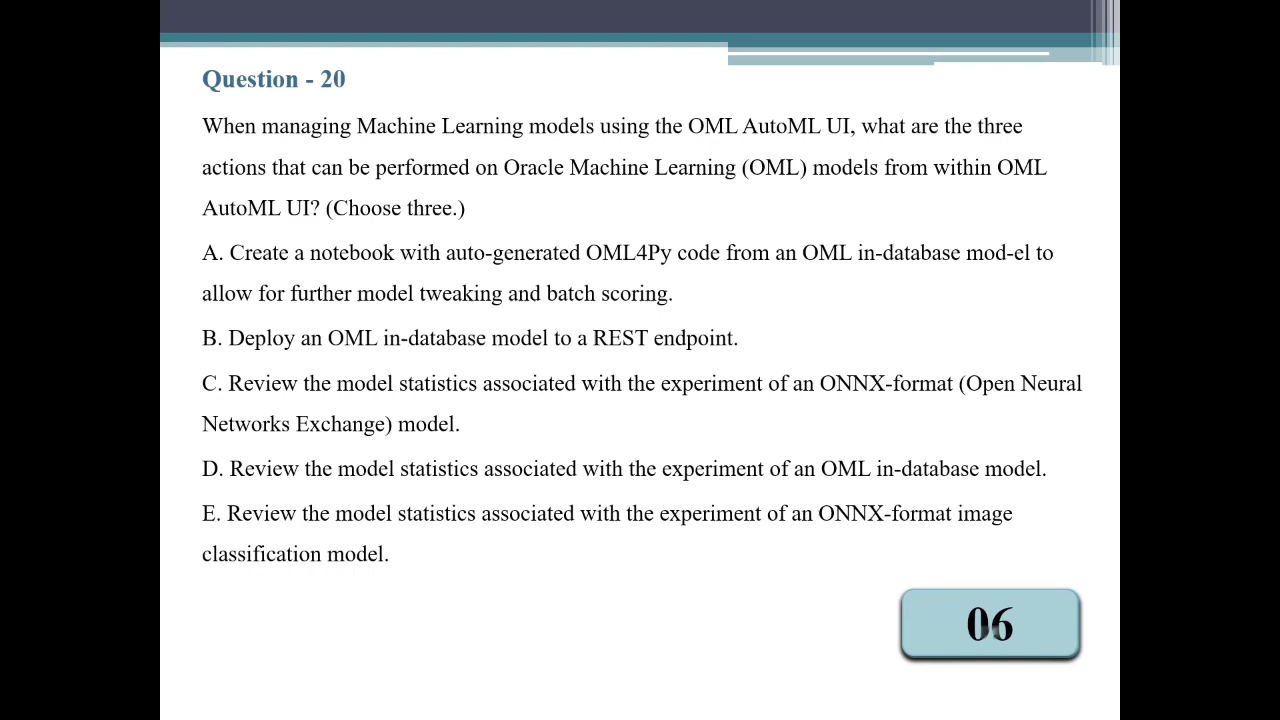 Question - 20
When managing Machine Learning models using the OML AutoML UI, what are the three
actions that can be performed on Oracle Machine Learning (OML) models from within OML
AutoML UI? (Choose three.)
A. Create a notebook with auto-generated OML4Py code from an OML in-database mod-el to
allow for further model tweaking and batch scoring.
B. Deploy an OML in-database model to a REST endpoint.
C. Review the model statistics associated with the experiment of an ONNX-format (Open Neural
Networks Exchange) model.
D. Review the model statistics associated with the experiment of an OML in-database model.
E. Review the model statistics associated with the experiment of an ONNX-format image
classification model.
06